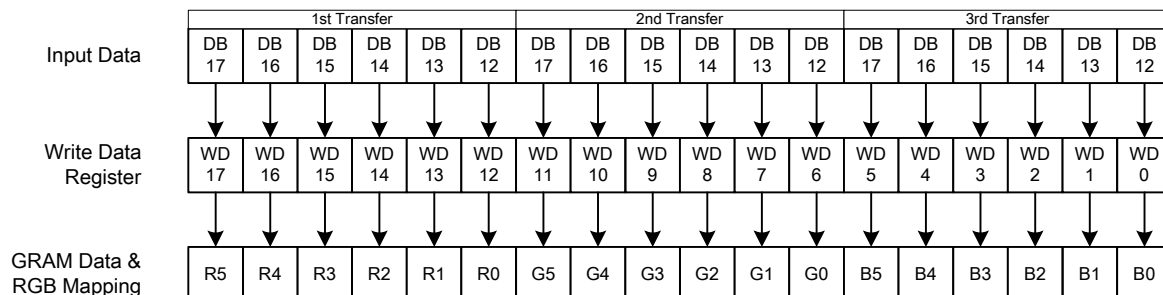 1st Transfer 2nd Transfer 3rd Transfer
Input Data
DB DB DB DB DB DB DB DB DB DB DB DB DB DB DB DB DB DB
17 16 15 14 13 12 17 16 15 14 13 12 17 16 15 14 13 12
Write Data
Register
WD WD WD WD WD WD WD WD WD WD WD WD WD WD WD WD WD WD
17 16 15 14 13 12 11 10 9 8 7 6 5 4 3 2 1 0
GRAM Data &
RGB Mapping
R5 R4 R3 R2 R1 R0 G5 G4 G3 G2 G1 G0 B5 B4 B3 B2 B1 B0